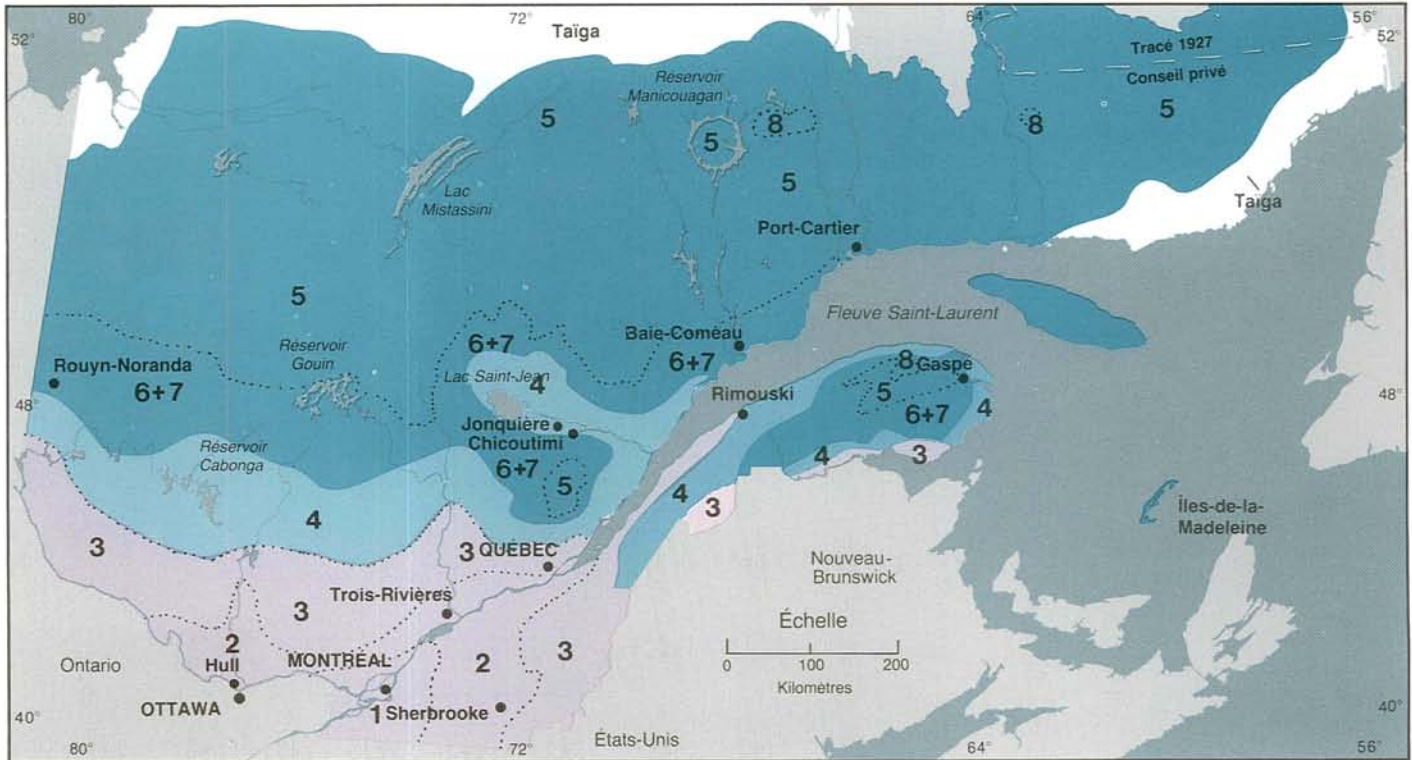 80°
72°
64°
56°
52°
52°
Taïga
Tracé 1927
Conseil privé
Réservoir
Manicouagan
5
8
8
5
5
5
Lac
Mistassini
Taïga
Port-Cartier
5
Fleuve Saint-Laurent
Rouyn-Noranda
6+7
Réservoir
Gouin
6+7
Lac Saint-Jean
4
Baie-Comeau
6+7
Rimouski
8
Gaspé
5
6+7
4
48°
48°
Réservoir
Cabonga
Jonquière
Chicoutimi
6+7
5
4
3
4
3
4
Îles-de-la-
Madeleine
3
3
QUÉBEC
Nouveau-
Brunswick
Trois-Rivières
3
Échelle
0 100 200
Kilomètres
2
Hull
MONTRÉAL
2
3
Ontario
OTTAWA
1
Sherbrooke
États-Unis
40°
40°
80°
72°
64°
56°